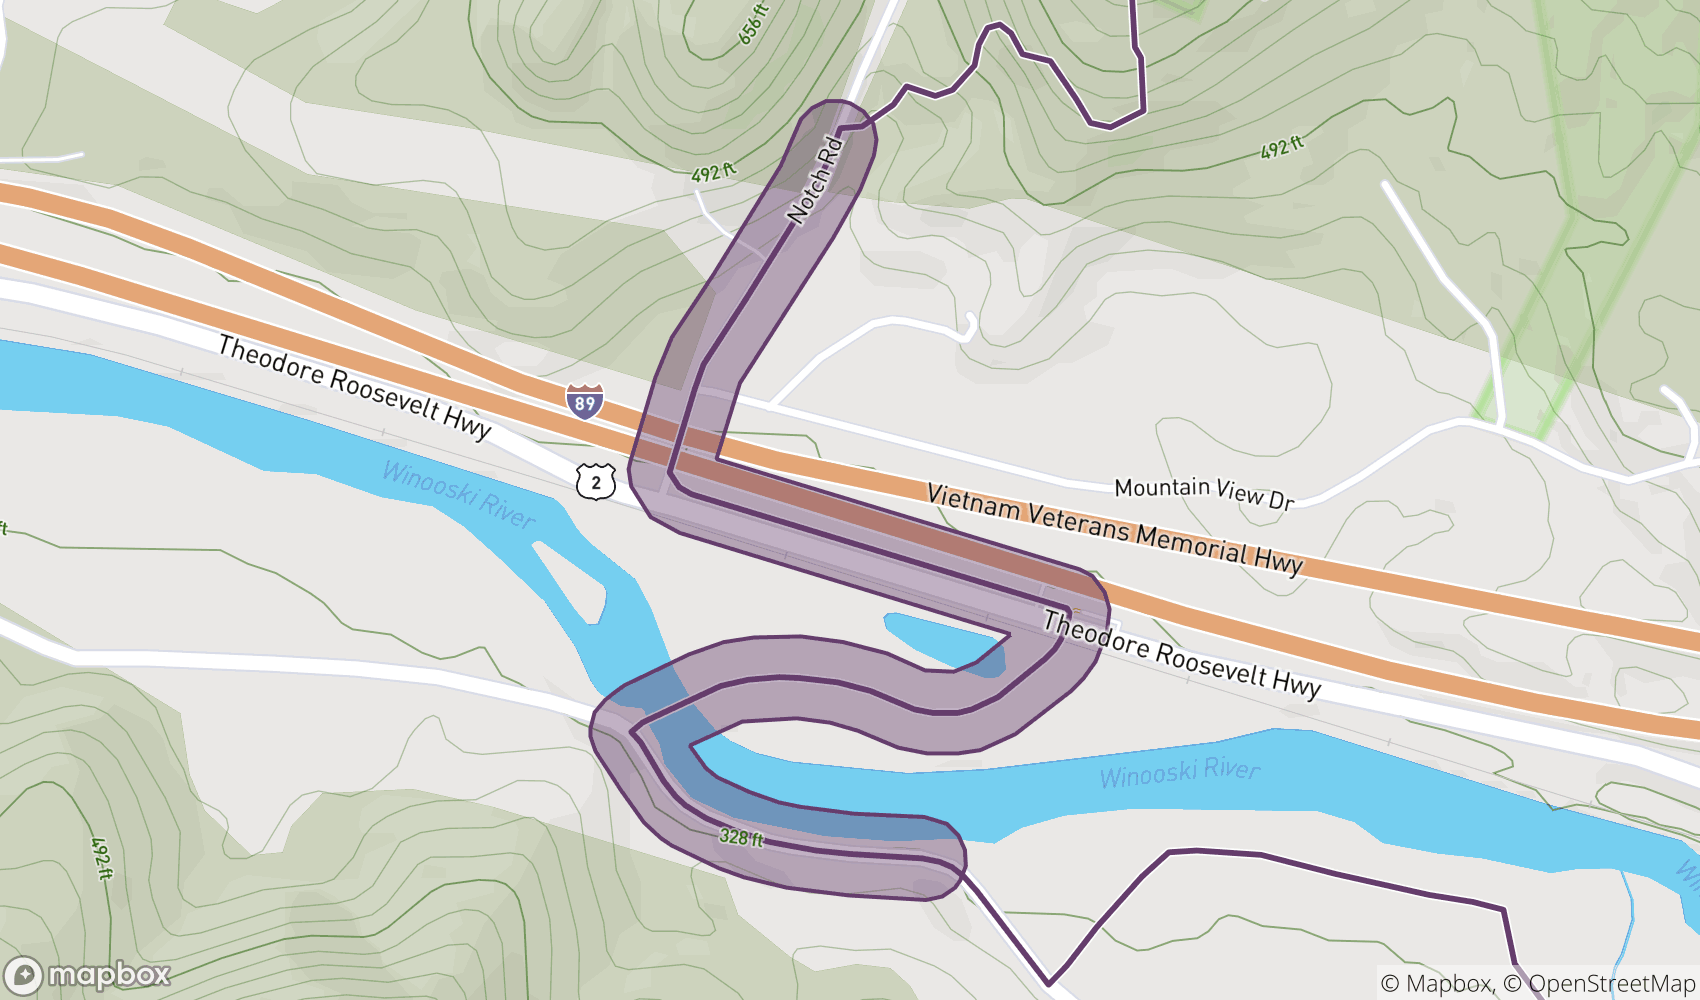 656 ft
Notch Rd
492 ft
492 ft
Theodore Roosevelt Hwy
89
2
Winooski River
Vietnam Veterans Memorial Hwy
Mountain View Dr
ft
Theodore Roosevelt Hwy
Winooski River
328 ft
492 ft
mapbox
© Mapbox, © OpenStreetMap